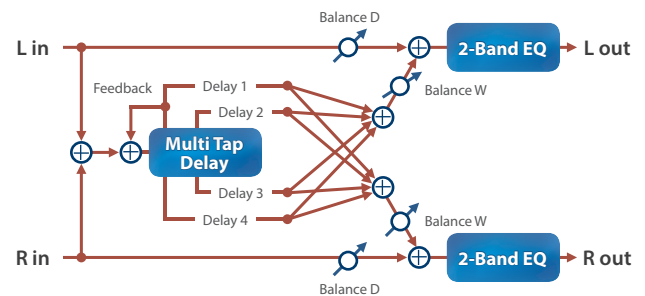 Balance D
L in
2-Band EQ
L out
Feedback
Delay 1
Balance W
Delay 2
Multi Tap
Delay
Delay 3
Delay 4
Balance W
R in
2-Band EQ
R out
Balance D